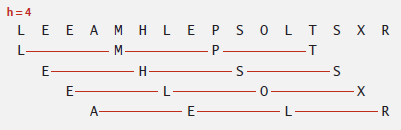 h=4
L E E A M H L E P S O L T S X R
L M P T
E H S S
E L O X
A E L R